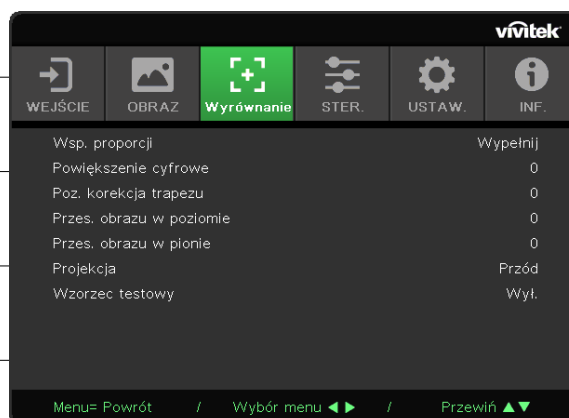 vivitek
WEJŚCIE OBRAZ Wyrównanie STER. USTAW. INF.
Wsp. proporcji Wypełnij
Powiększenie cyfrowe 0
Poz. korekcja trapezu 0
Przes. obrazu w poziomie 0
Przes. obrazu w pionie 0
Projekcja Przód
Wzorzec testowy Wył.
Menu= Powrót / Wybór menu ◀ ▶ / Przewiń ▲▼